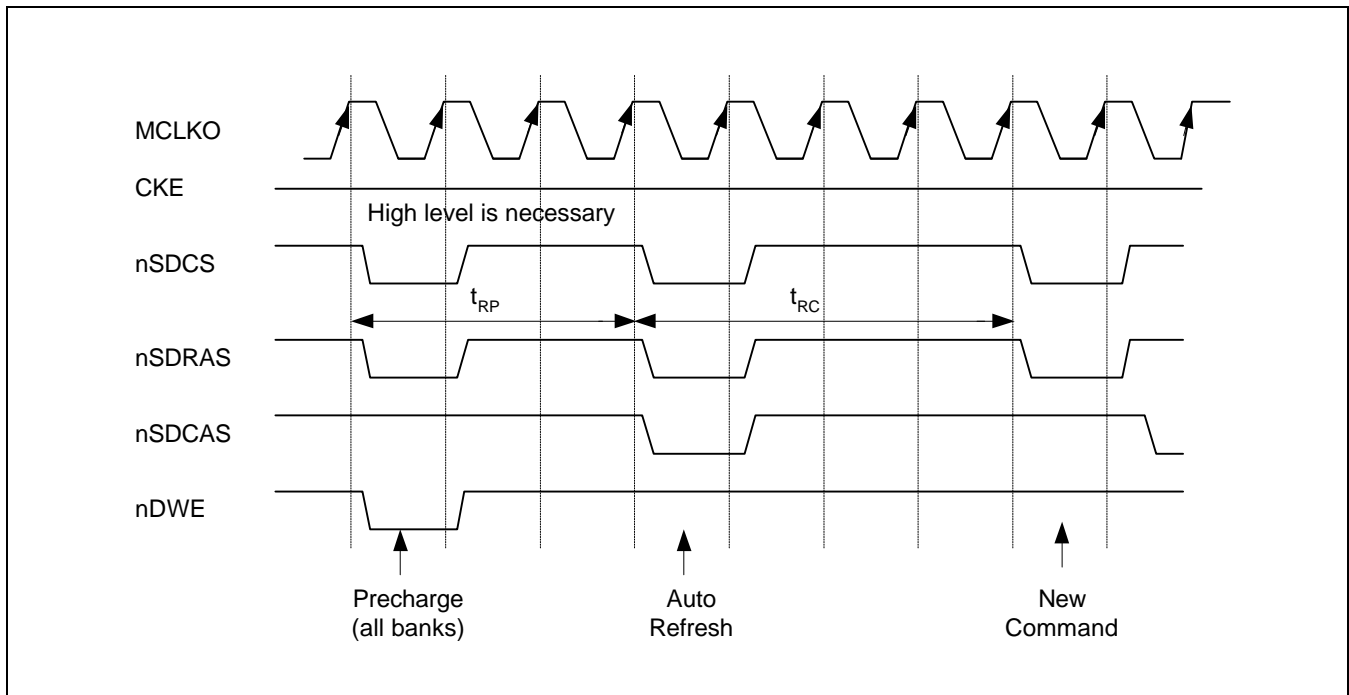 MCLKO
CKE
High level is necessary
nSDCS
tRP
tRC
nSDRAS
nSDCAS
nDWE
Precharge
(all banks)
Auto
Refresh
New
Command